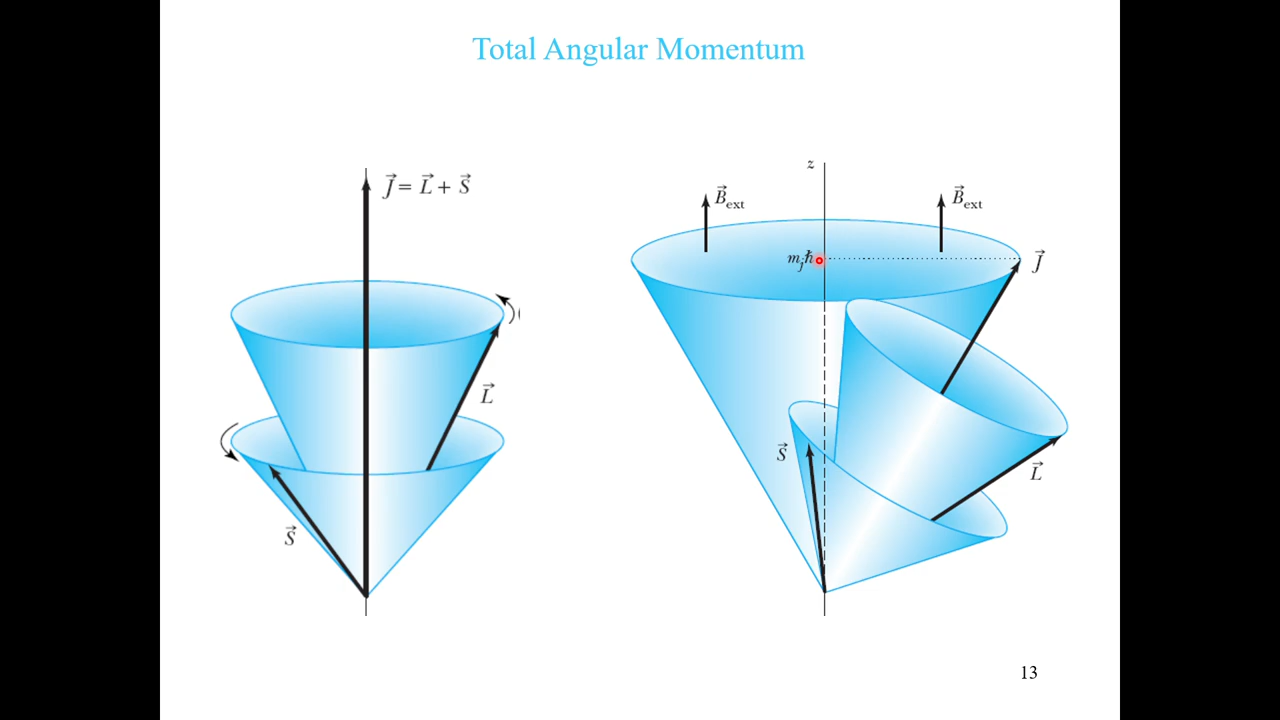 Total Angular Momentum
J⃗ = L⃗ + S⃗
L⃗
S⃗
z
B⃗ext
B⃗ext
mⱼħ
J⃗
S⃗
L⃗
13